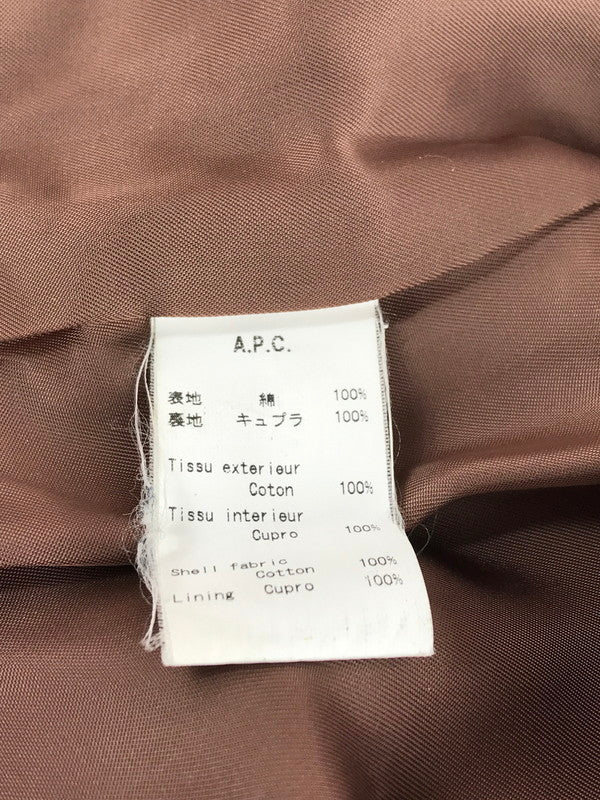 A.P.C.
表地 綿 100%
裏地 キュプラ 100%
Tissu exterieur
Coton 100%
Tissu interieur
Cupro 100%
Shell fabric
Cotton 100%
Lining Cupro 100%